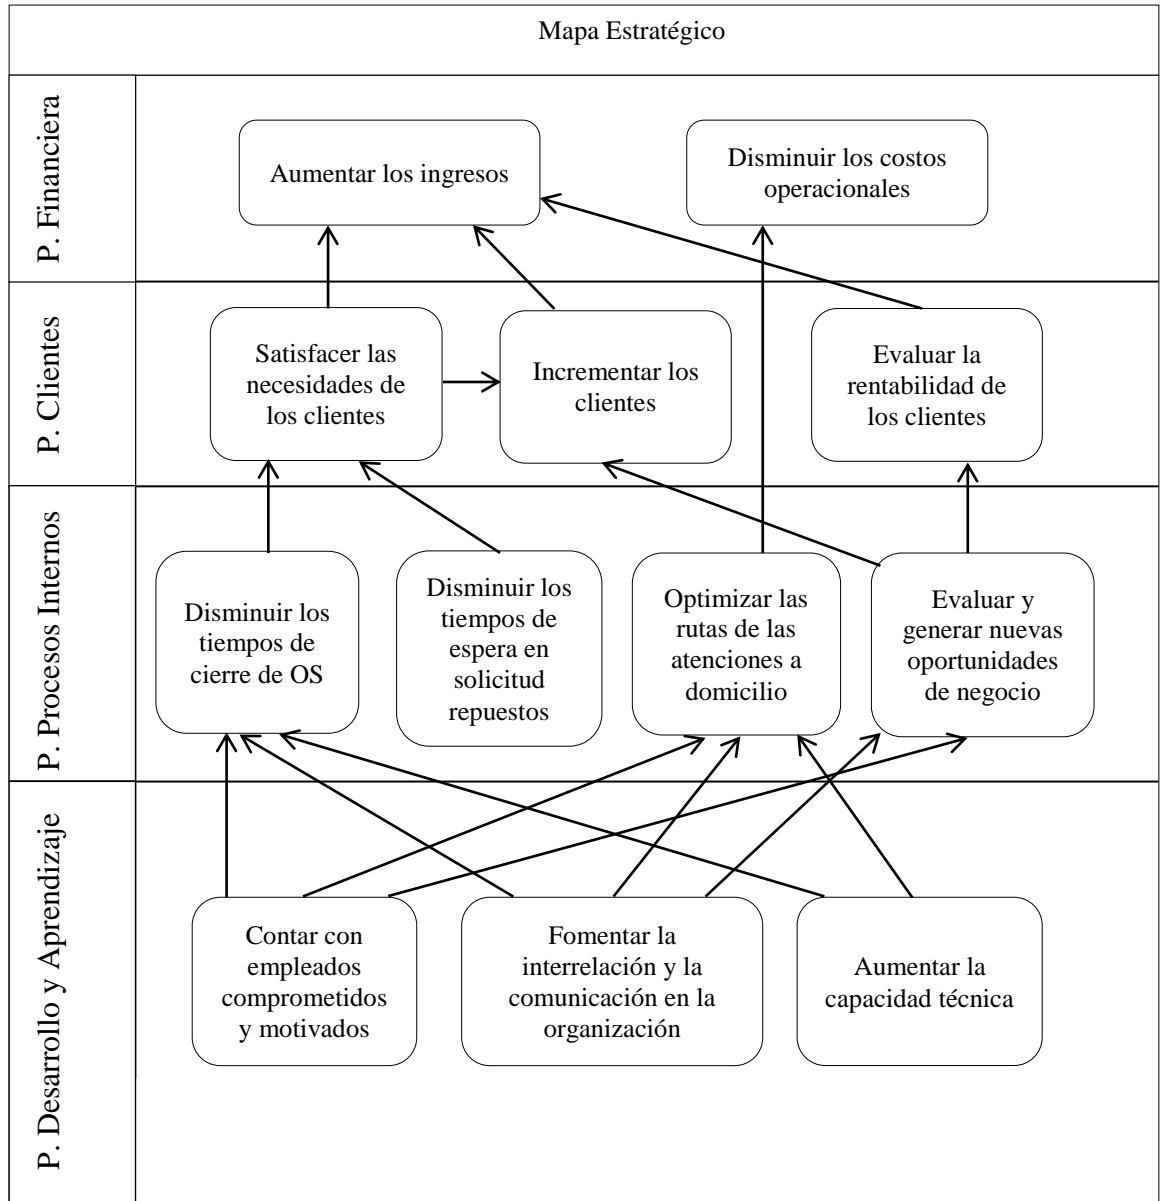 Mapa Estratégico
P. Financiera
Aumentar los ingresos
Disminuir los costos
operacionales
P. Clientes
Satisfacer las
necesidades de
los clientes
Incrementar los
clientes
Evaluar la
rentabilidad de
los clientes
P. Procesos Internos
Disminuir los
tiempos de
cierre de OS
Disminuir los
tiempos de
espera en
solicitud
repuestos
Optimizar las
rutas de las
atenciones a
domicilio
Evaluar y
generar nuevas
oportunidades
de negocio
P. Desarrollo y Aprendizaje
Contar con
empleados
comprometidos
y motivados
Fomentar la
interrelación y la
comunicación en la
organización
Aumentar la
capacidad técnica